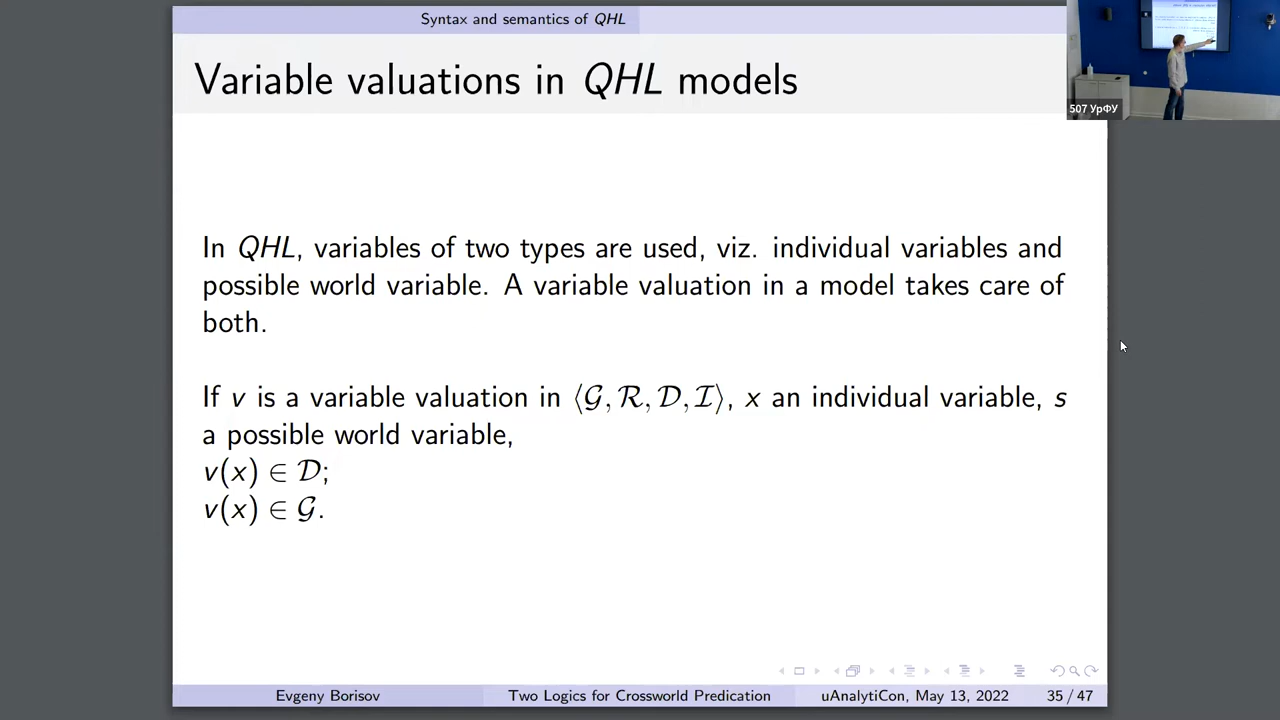 Syntax and semantics of QHL
Variable valuations in QHL models
507 УрФУ
In QHL, variables of two types are used, viz. individual variables and
possible world variable. A variable valuation in a model takes care of
both.
If v is a variable valuation in ⟨𝒢, ℛ, 𝒟, ℐ⟩, x an individual variable, s
a possible world variable,
v(x) ∈ 𝒟;
v(x) ∈ 𝒢.
Evgeny Borisov Two Logics for Crossworld Predication uAnalytiCon, May 13, 2022 35 / 47